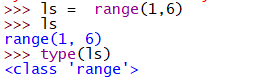 >>> ls =  range(1,6)
>>> ls
range(1, 6)
>>> type(ls)
<class 'range'>